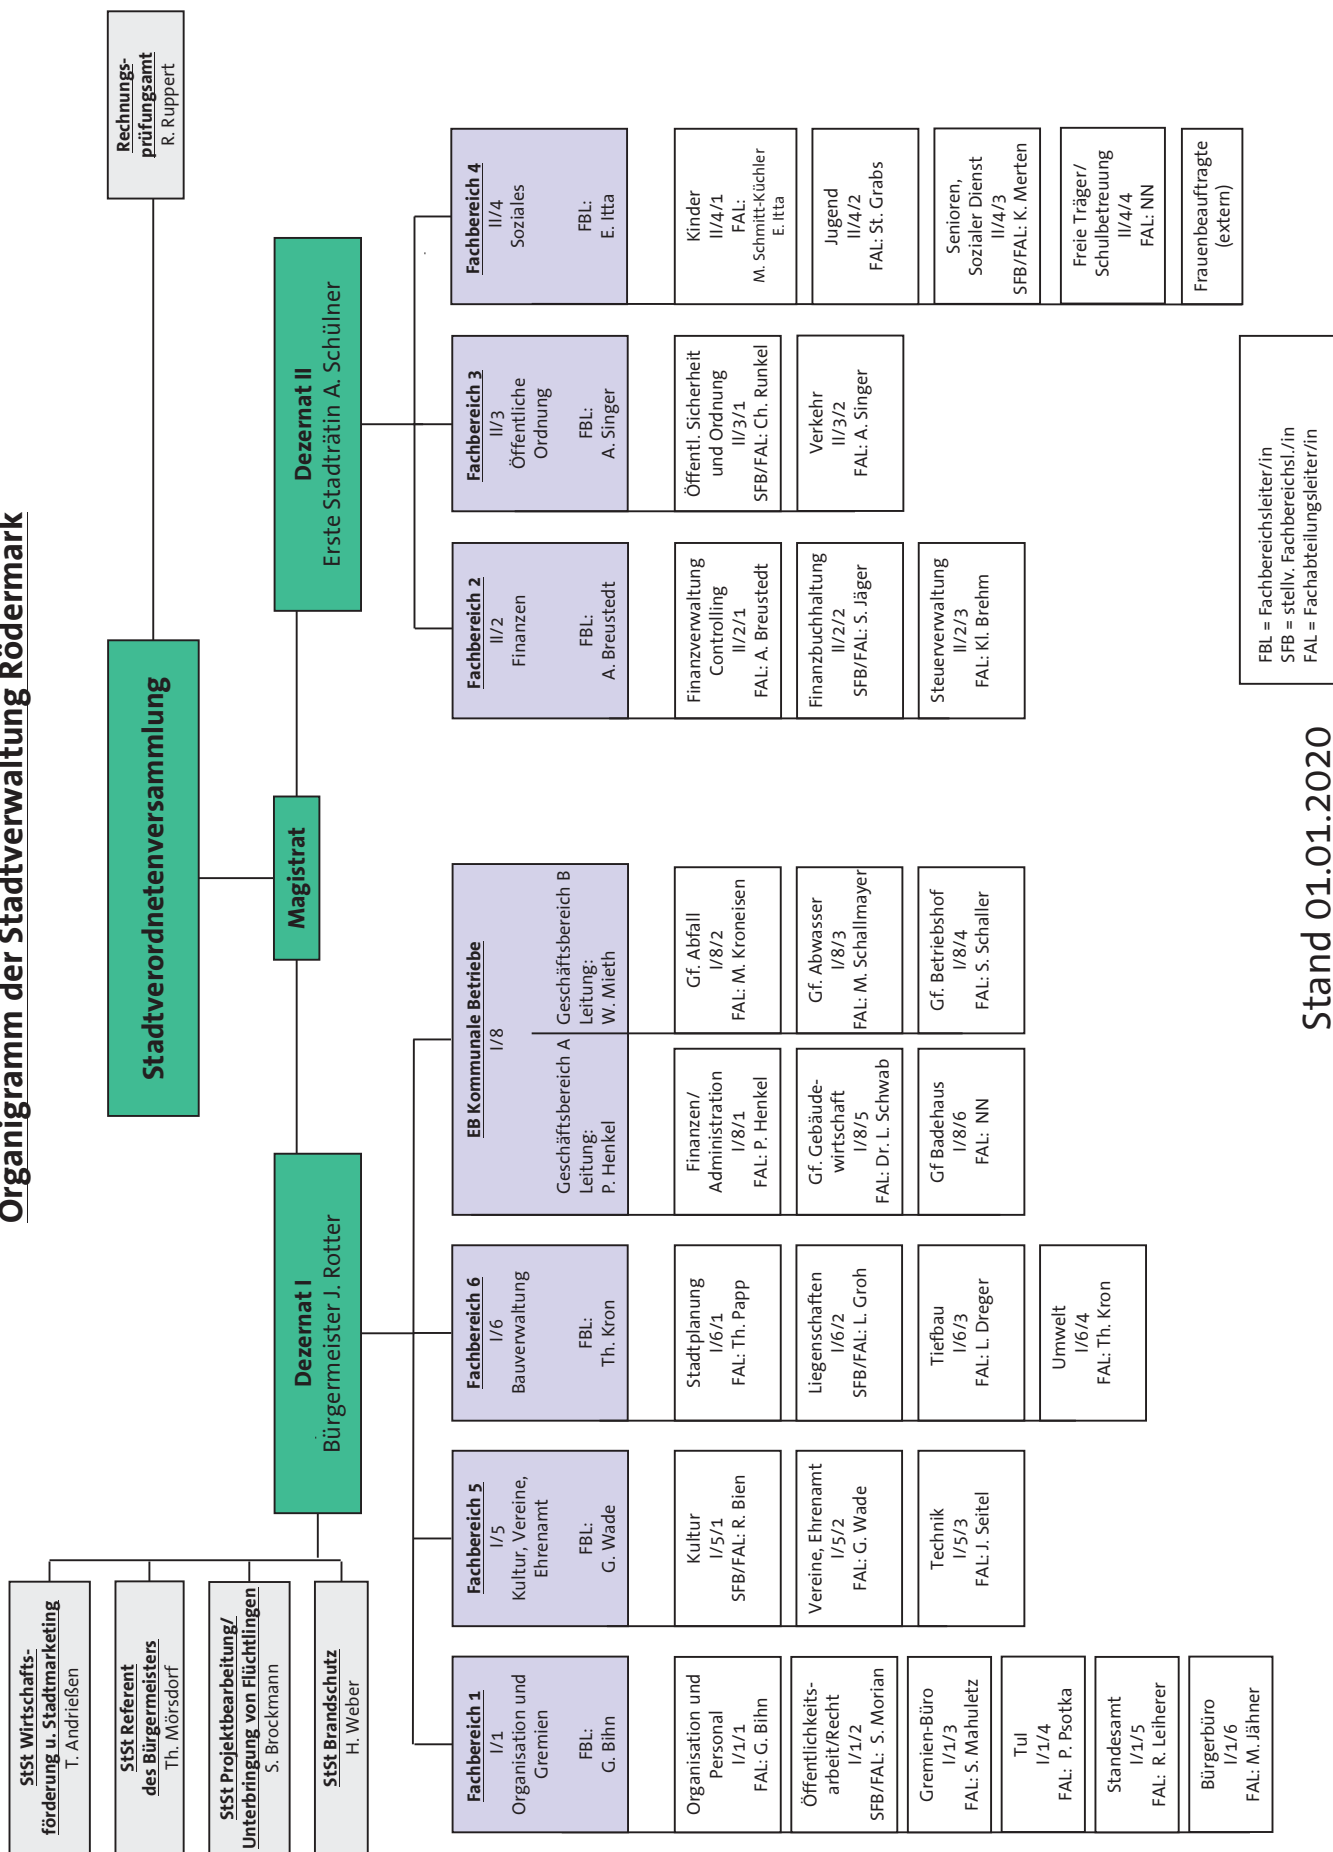 Organigramm der Stadtverwaltung Rödermark
Stadtverordnetenversammlung
Rechnungs-
prüfungsamt
R. Ruppert
Magistrat
StSt Wirtschafts-
förderung u. Stadtmarketing
T. Andrießen
StSt Referent
des Bürgermeisters
Th. Mörsdorf
StSt Projektbearbeitung/
Unterbringung von Flüchtlingen
S. Brockmann
StSt Brandschutz
H. Weber
Dezernat I
Bürgermeister J. Rotter
Dezernat II
Erste Stadträtin A. Schülner
Fachbereich 1
I/1
Organisation und
Gremien
FBL:
G. Bihn
Organisation und
Personal
I/1/1
FAL: G. Bihn
Öffentlichkeits-
arbeit/Recht
I/1/2
SFB/FAL: S. Morian
Gremien-Büro
I/1/3
FAL: S. Mahuletz
TuI
I/1/4
FAL: P. Psotka
Standesamt
I/1/5
FAL: R. Leiherer
Bürgerbüro
I/1/6
FAL: M. Jähner
Fachbereich 5
I/5
Kultur, Vereine,
Ehrenamt
FBL:
G. Wade
Kultur
I/5/1
SFB/FAL: R. Bien
Vereine, Ehrenamt
I/5/2
FAL: G. Wade
Technik
I/5/3
FAL: J. Seitel
Fachbereich 6
I/6
Bauverwaltung
FBL:
Th. Kron
Stadtplanung
I/6/1
FAL: Th. Papp
Liegenschaften
I/6/2
SFB/FAL: L. Groh
Tiefbau
I/6/3
FAL: L. Dreger
Umwelt
I/6/4
FAL: Th. Kron
EB Kommunale Betriebe
I/8
Geschäftsbereich A
Leitung:
P. Henkel
Geschäftsbereich B
Leitung:
W. Mieth
Finanzen/
Administration
I/8/1
FAL: P. Henkel
Gf. Gebäude-
wirtschaft
I/8/5
FAL: Dr. L. Schwab
Gf Badehaus
I/8/6
FAL: NN
Gf. Abfall
I/8/2
FAL: M. Kroneisen
Gf. Abwasser
I/8/3
FAL: M. Schallmayer
Gf. Betriebshof
I/8/4
FAL: S. Schaller
Fachbereich 2
II/2
Finanzen
FBL:
A. Breustedt
Finanzverwaltung
Controlling
II/2/1
FAL: A. Breustedt
Finanzbuchhaltung
II/2/2
SFB/FAL: S. Jäger
Steuerverwaltung
II/2/3
FAL: Kl. Brehm
Fachbereich 3
II/3
Öffentliche
Ordnung
FBL:
A. Singer
Öffentl. Sicherheit
und Ordnung
II/3/1
SFB/FAL: Ch. Runkel
Verkehr
II/3/2
FAL: A. Singer
Fachbereich 4
II/4
Soziales
FBL:
E. Itta
Kinder
II/4/1
FAL:
M. Schmitt-Küchler
E. Itta
Jugend
II/4/2
FAL: St. Grabs
Senioren,
Sozialer Dienst
II/4/3
SFB/FAL: K. Merten
Freie Träger/
Schulbetreuung
II/4/4
FAL: NN
Frauenbeauftragte
(extern)
Stand 01.01.2020
FBL = Fachbereichsleiter/in
SFB = stellv. Fachbereichsl./in
FAL = Fachabteilungsleiter/in